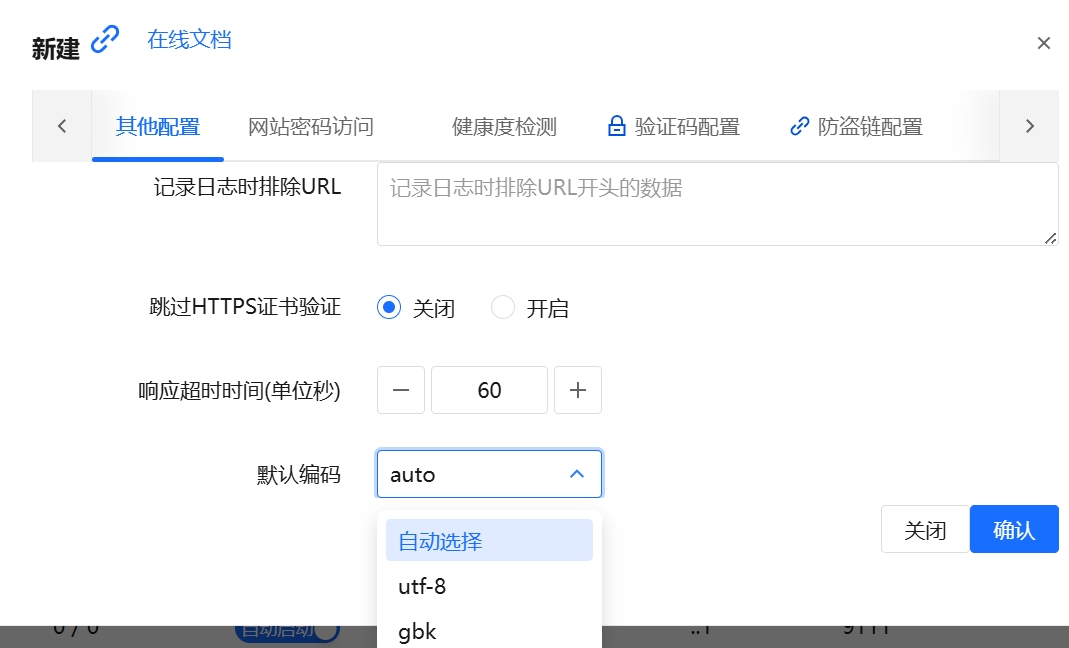 新建 在线文档
其他配置 网站密码访问 健康度检测 验证码配置 防盗链配置
记录日志时排除URL 记录日志时排除URL开头的数据
跳过HTTPS证书验证 关闭 开启
响应超时时间(单位秒) 60
默认编码 auto
关闭 确认
自动选择
utf-8
0 / 0 自动启动
gbk